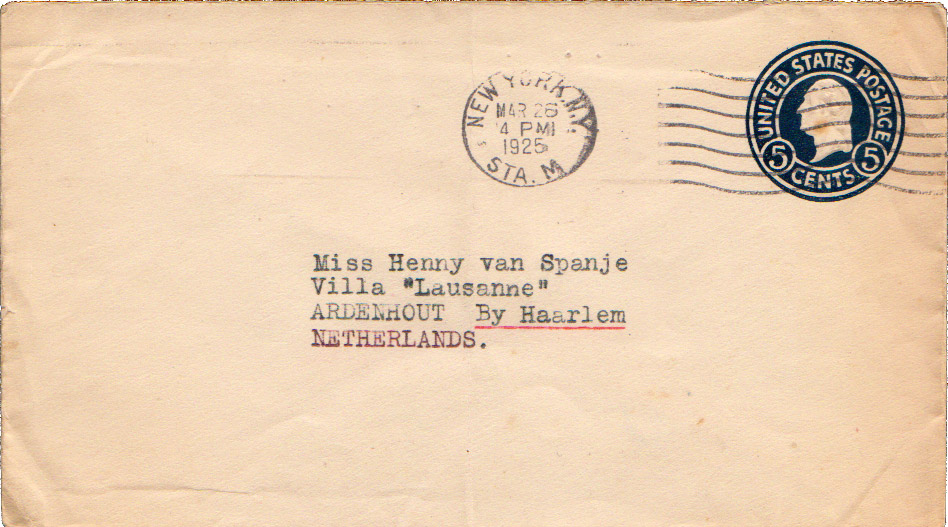 NEW YORK, N.Y.
MAR 26
4 PM
1925
STA. M
UNITED STATES POSTAGE
5 CENTS 5
Miss Henny van Spanje
Villa "Lausanne"
ARDENHOUT By Haarlem
NETHERLANDS.